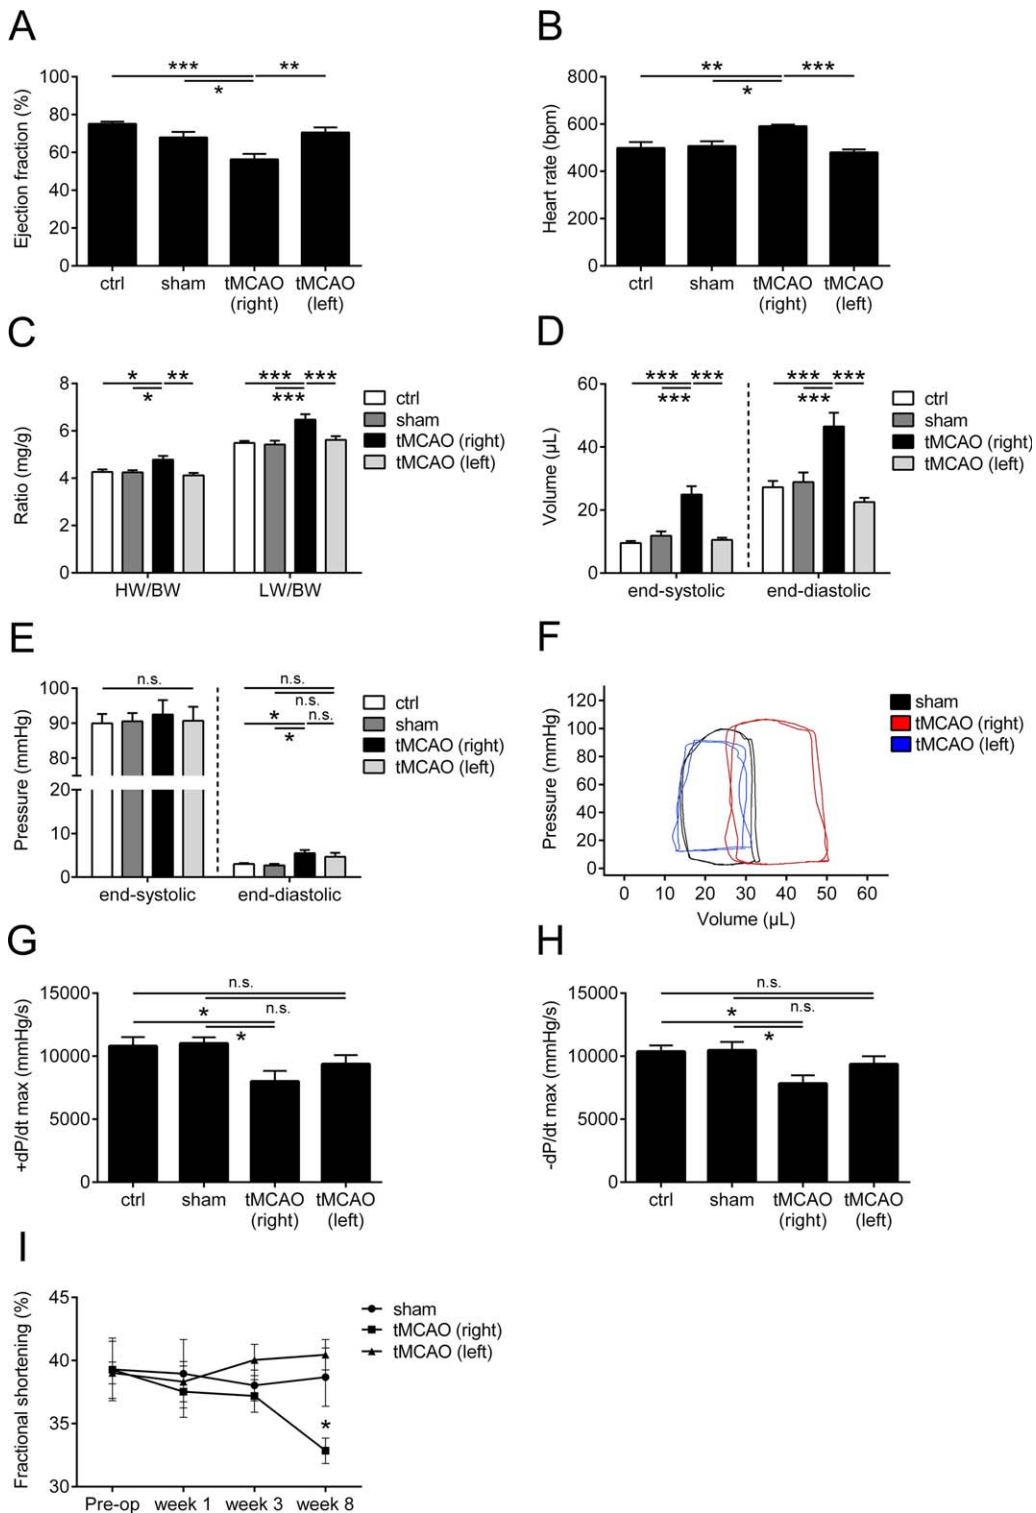 A
Ejection fraction (%)
100
80
60
40
20
0
*** **
*
ctrl sham tMCAO (right) tMCAO (left)
B
Heart rate (bpm)
800
600
400
200
0
** ***
*
ctrl sham tMCAO (right) tMCAO (left)
C
Ratio (mg/g)
8
6
4
2
0
* ** *** ***
* ***
HW/BW LW/BW
ctrl
sham
tMCAO (right)
tMCAO (left)
D
Volume (µL)
60
40
20
0
*** *** *** ***
*** ***
end-systolic end-diastolic
ctrl
sham
tMCAO (right)
tMCAO (left)
E
Pressure (mmHg)
100
90
80
20
10
0
n.s. n.s.
n.s.
* n.s.
*
end-systolic end-diastolic
ctrl
sham
tMCAO (right)
tMCAO (left)
F
Pressure (mmHg)
120
100
80
60
40
20
0
0 10 20 30 40 50 60
Volume (µL)
sham
tMCAO (right)
tMCAO (left)
G
+dP/dt max (mmHg/s)
15000
10000
5000
0
n.s.
n.s.
*
*
ctrl sham tMCAO (right) tMCAO (left)
H
-dP/dt max (mmHg/s)
15000
10000
5000
0
n.s.
n.s.
*
*
ctrl sham tMCAO (right) tMCAO (left)
I
Fractional shortening (%)
45
40
35
30
*
Pre-op week 1 week 3 week 8
sham
tMCAO (right)
tMCAO (left)